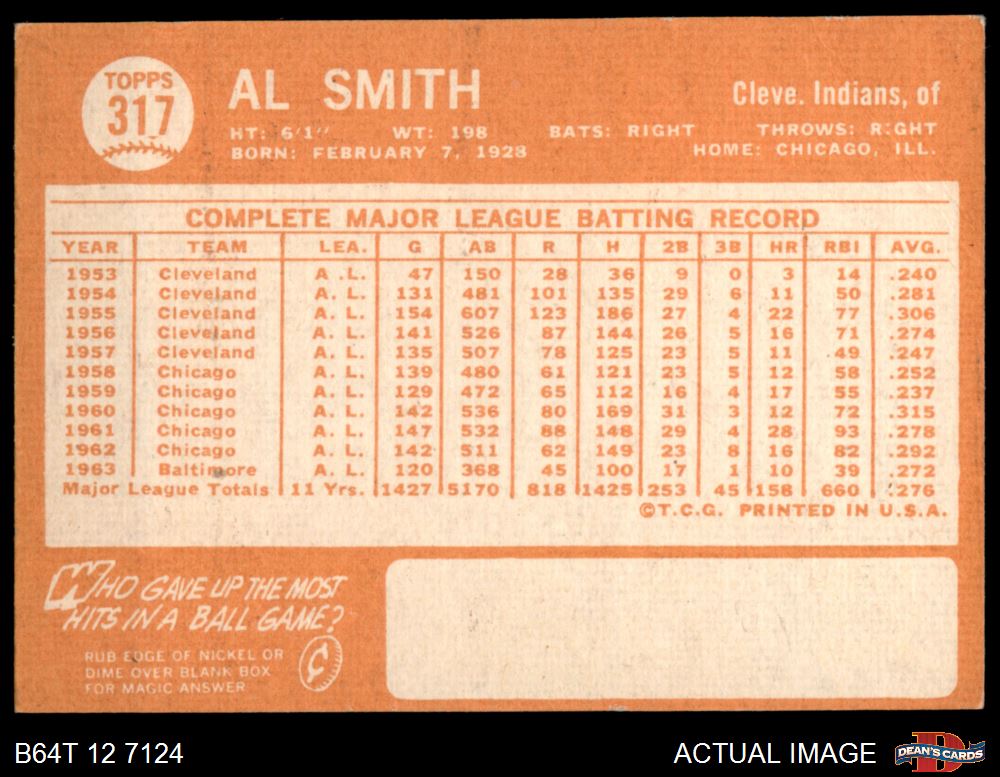 TOPPS
317
AL SMITH
Cleve. Indians, of
HT: 6'1" WT: 198 BATS: RIGHT THROWS: RIGHT
BORN: FEBRUARY 7, 1928 HOME: CHICAGO, ILL.
COMPLETE MAJOR LEAGUE BATTING RECORD
YEAR TEAM LEA. G AB R H 2B 3B HR RBI AVG.
1953 Cleveland A. L. 47 150 28 36 9 0 3 14 .240
1954 Cleveland A. L. 131 481 101 135 29 6 11 50 .281
1955 Cleveland A. L. 154 607 123 186 27 4 22 77 .306
1956 Cleveland A. L. 141 526 87 144 26 5 16 71 .274
1957 Cleveland A. L. 135 507 78 125 23 5 11 49 .247
1958 Chicago A. L. 139 480 61 121 23 5 12 58 .252
1959 Chicago A. L. 129 472 65 112 16 4 17 55 .237
1960 Chicago A. L. 142 536 80 169 31 3 12 72 .315
1961 Chicago A. L. 147 532 88 148 29 4 28 93 .278
1962 Chicago A. L. 142 511 62 149 23 8 16 82 .292
1963 Baltimore A. L. 120 368 45 100 17 1 10 39 .272
Major League Totals 11 Yrs. 1427 5170 818 1425 253 45 158 660 .276
©T.C.G. PRINTED IN U.S.A.
WHO GAVE UP THE MOST
HITS IN A BALL GAME?
RUB EDGE OF NICKEL OR
DIME OVER BLANK BOX
FOR MAGIC ANSWER
¢
B64T 12 7124
ACTUAL IMAGE
D
DEAN'S CARDS